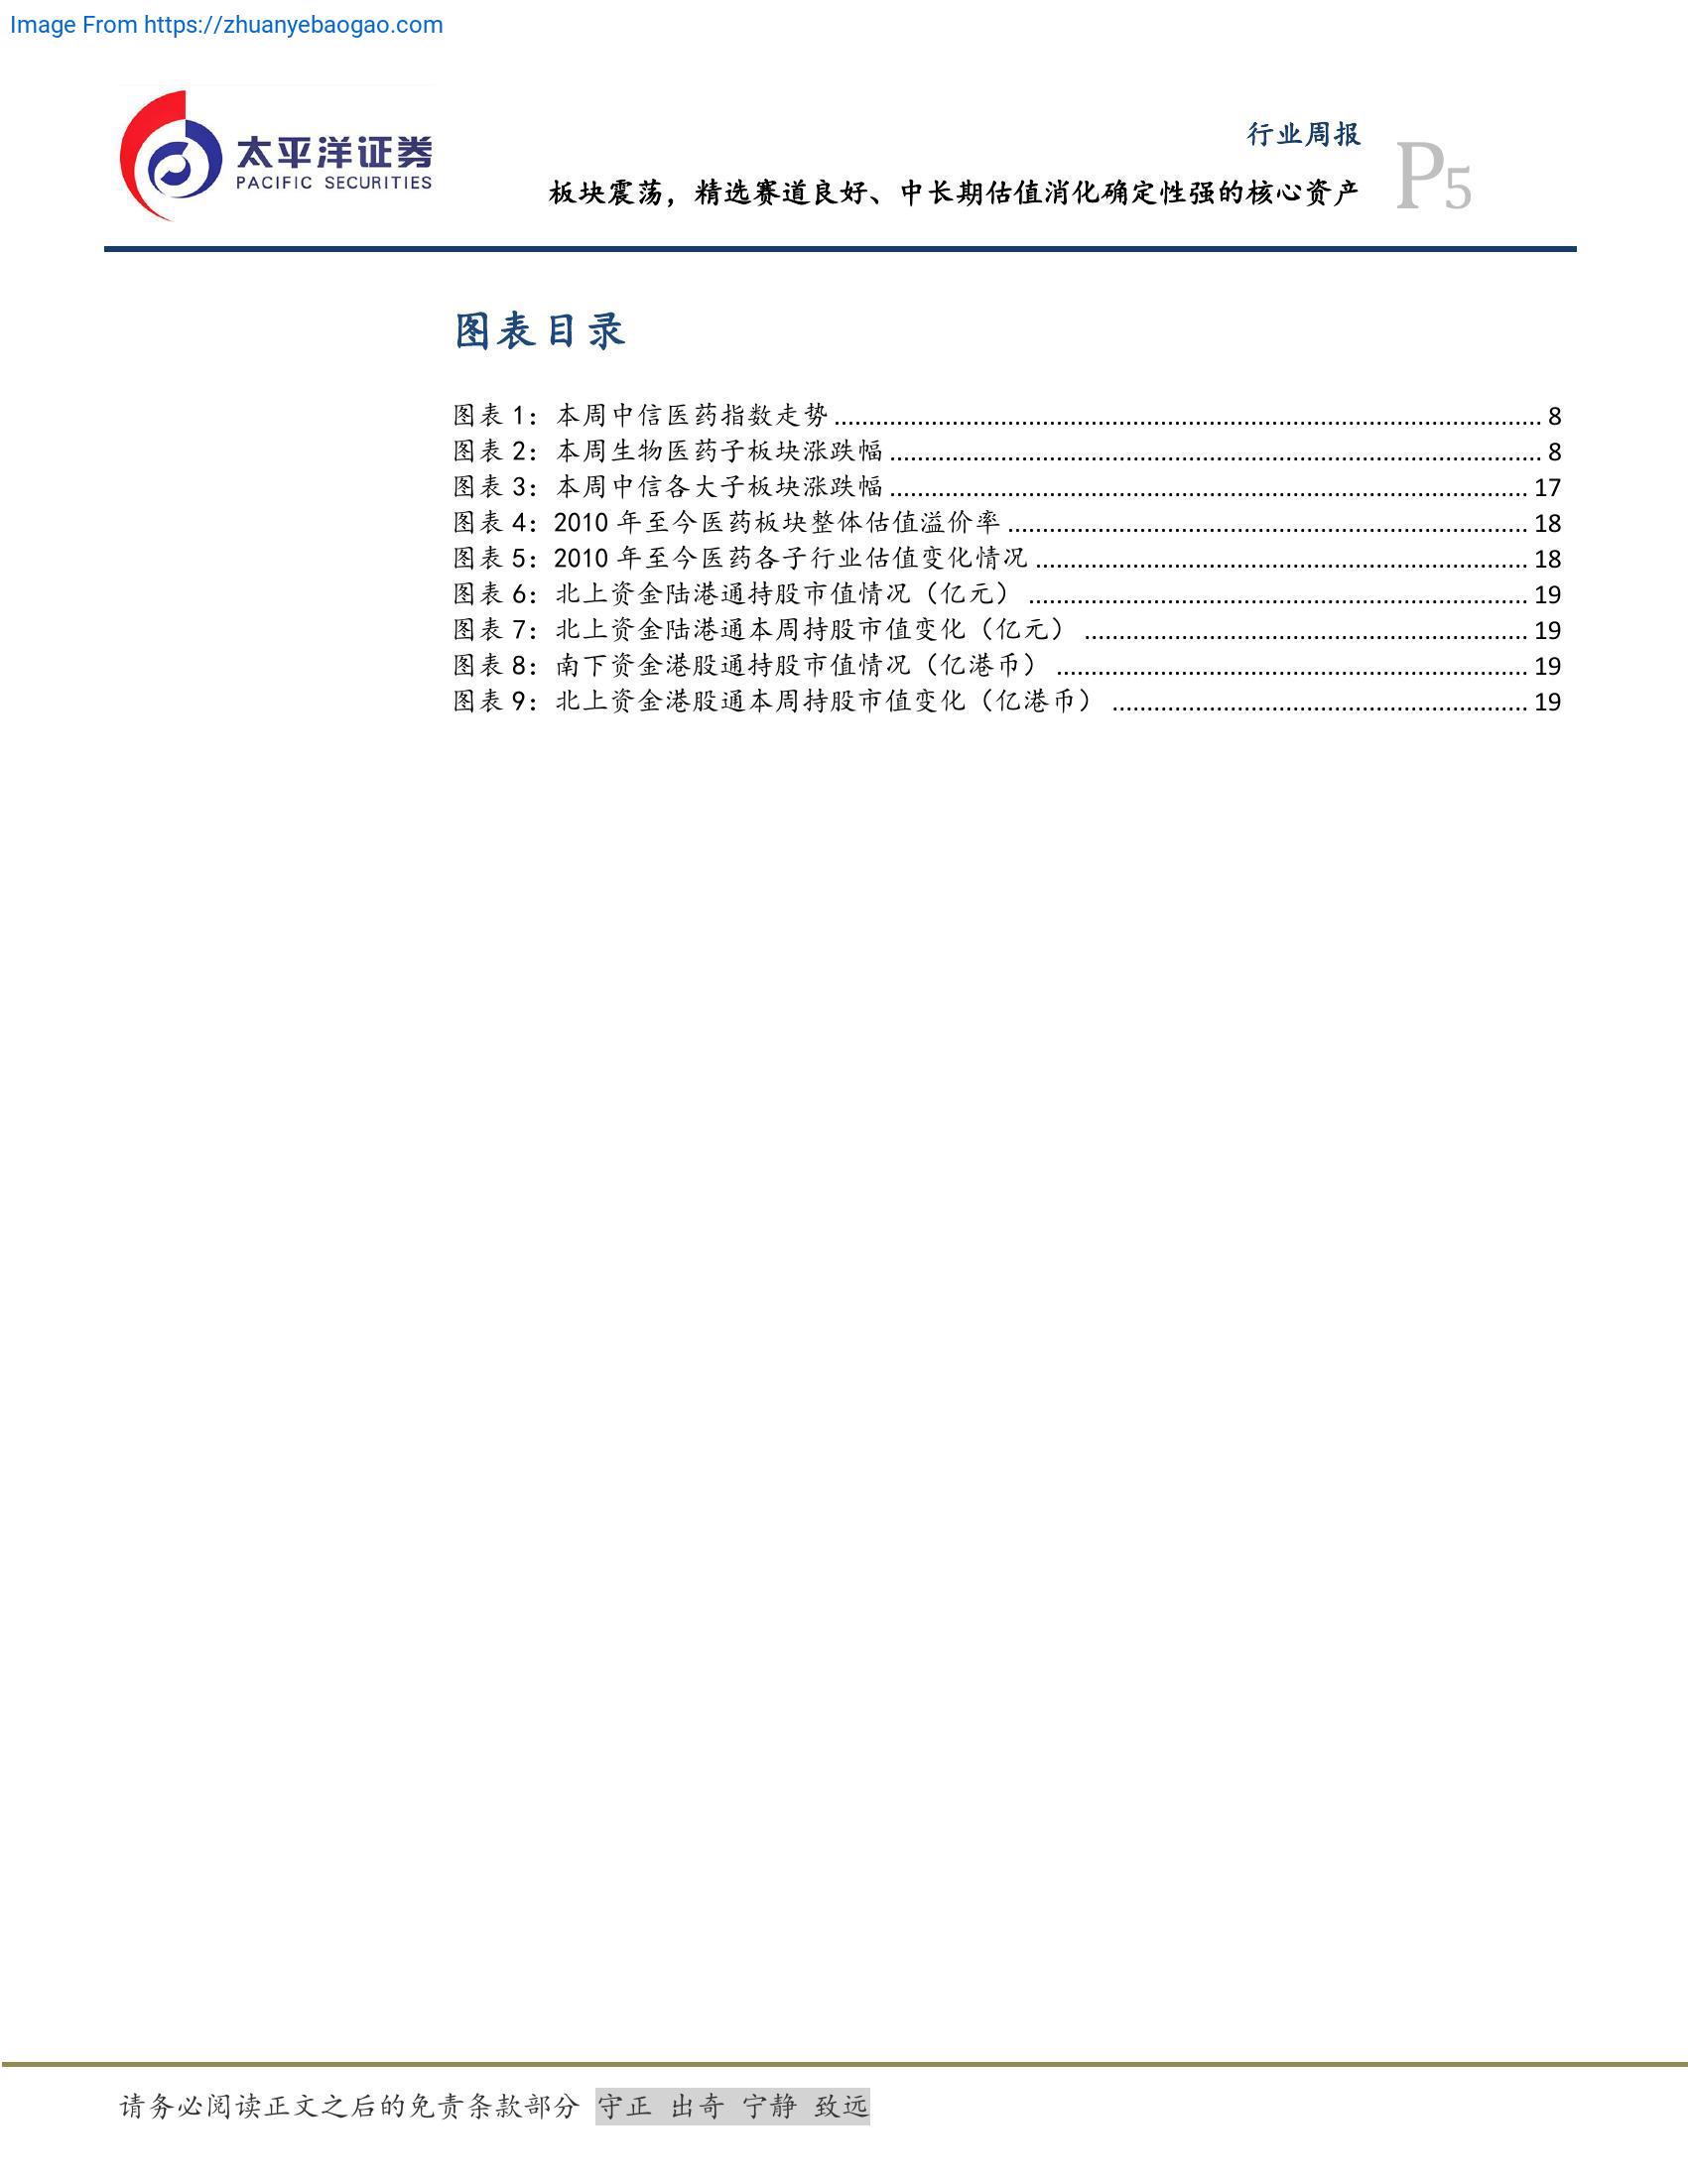 Image From https://zhuanyebaogao.com
太平洋证券
PACIFIC SECURITIES
行业周报
板块震荡，精选赛道良好、中长期估值消化确定性强的核心资产
P5
图表目录
图表 1：本周中信医药指数走势 8
图表 2：本周生物医药子板块涨跌幅 8
图表 3：本周中信各大子板块涨跌幅 17
图表 4：2010 年至今医药板块整体估值溢价率 18
图表 5：2010 年至今医药各子行业估值变化情况 18
图表 6：北上资金陆港通持股市值情况（亿元） 19
图表 7：北上资金陆港通本周持股市值变化（亿元） 19
图表 8：南下资金港股通持股市值情况（亿港币） 19
图表 9：北上资金港股通本周持股市值变化（亿港币） 19
请务必阅读正文之后的免责条款部分 守正 出奇 宁静 致远